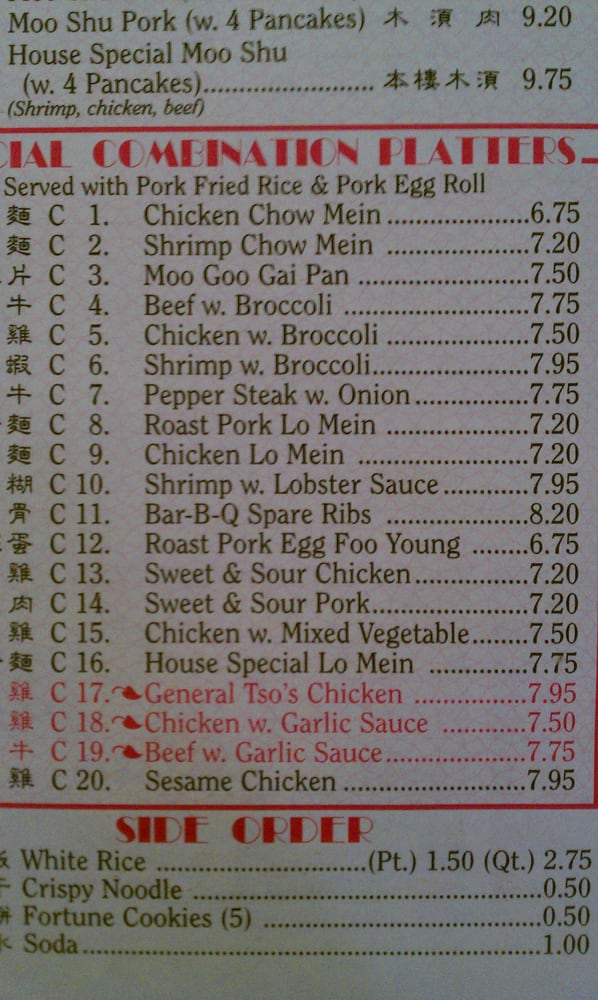 Moo Shu Pork (w. 4 Pancakes) 木 須 肉 9.20
House Special Moo Shu
(w. 4 Pancakes)........................ 本樓木須 9.75
(Shrimp, chicken, beef)
CIAL COMBINATION PLATTERS
Served with Pork Fried Rice & Pork Egg Roll
麵 C 1. Chicken Chow Mein ....................6.75
麵 C 2. Shrimp Chow Mein ....................7.20
片 C 3. Moo Goo Gai Pan ........................7.50
牛 C 4. Beef w. Broccoli ..........................7.75
雞 C 5. Chicken w. Broccoli ....................7.50
蝦 C 6. Shrimp w. Broccoli......................7.95
牛 C 7. Pepper Steak w. Onion................7.75
麵 C 8. Roast Pork Lo Mein ....................7.20
麵 C 9. Chicken Lo Mein ........................7.20
糊 C 10. Shrimp w. Lobster Sauce............7.95
骨 C 11. Bar-B-Q Spare Ribs ....................8.20
蛋 C 12. Roast Pork Egg Foo Young ........6.75
雞 C 13. Sweet & Sour Chicken................7.20
肉 C 14. Sweet & Sour Pork......................7.20
雞 C 15. Chicken w. Mixed Vegetable........7.50
麵 C 16. House Special Lo Mein ................7.75
雞 C 17. General Tso's Chicken ................7.95
雞 C 18. Chicken w. Garlic Sauce ............7.50
牛 C 19. Beef w. Garlic Sauce....................7.75
雞 C 20. Sesame Chicken ..........................7.95
SIDE ORDER
White Rice ..............................(Pt.) 1.50 (Qt.) 2.75
Crispy Noodle ..................................................0.50
Fortune Cookies (5) ........................................0.50
Soda..................................................................1.00